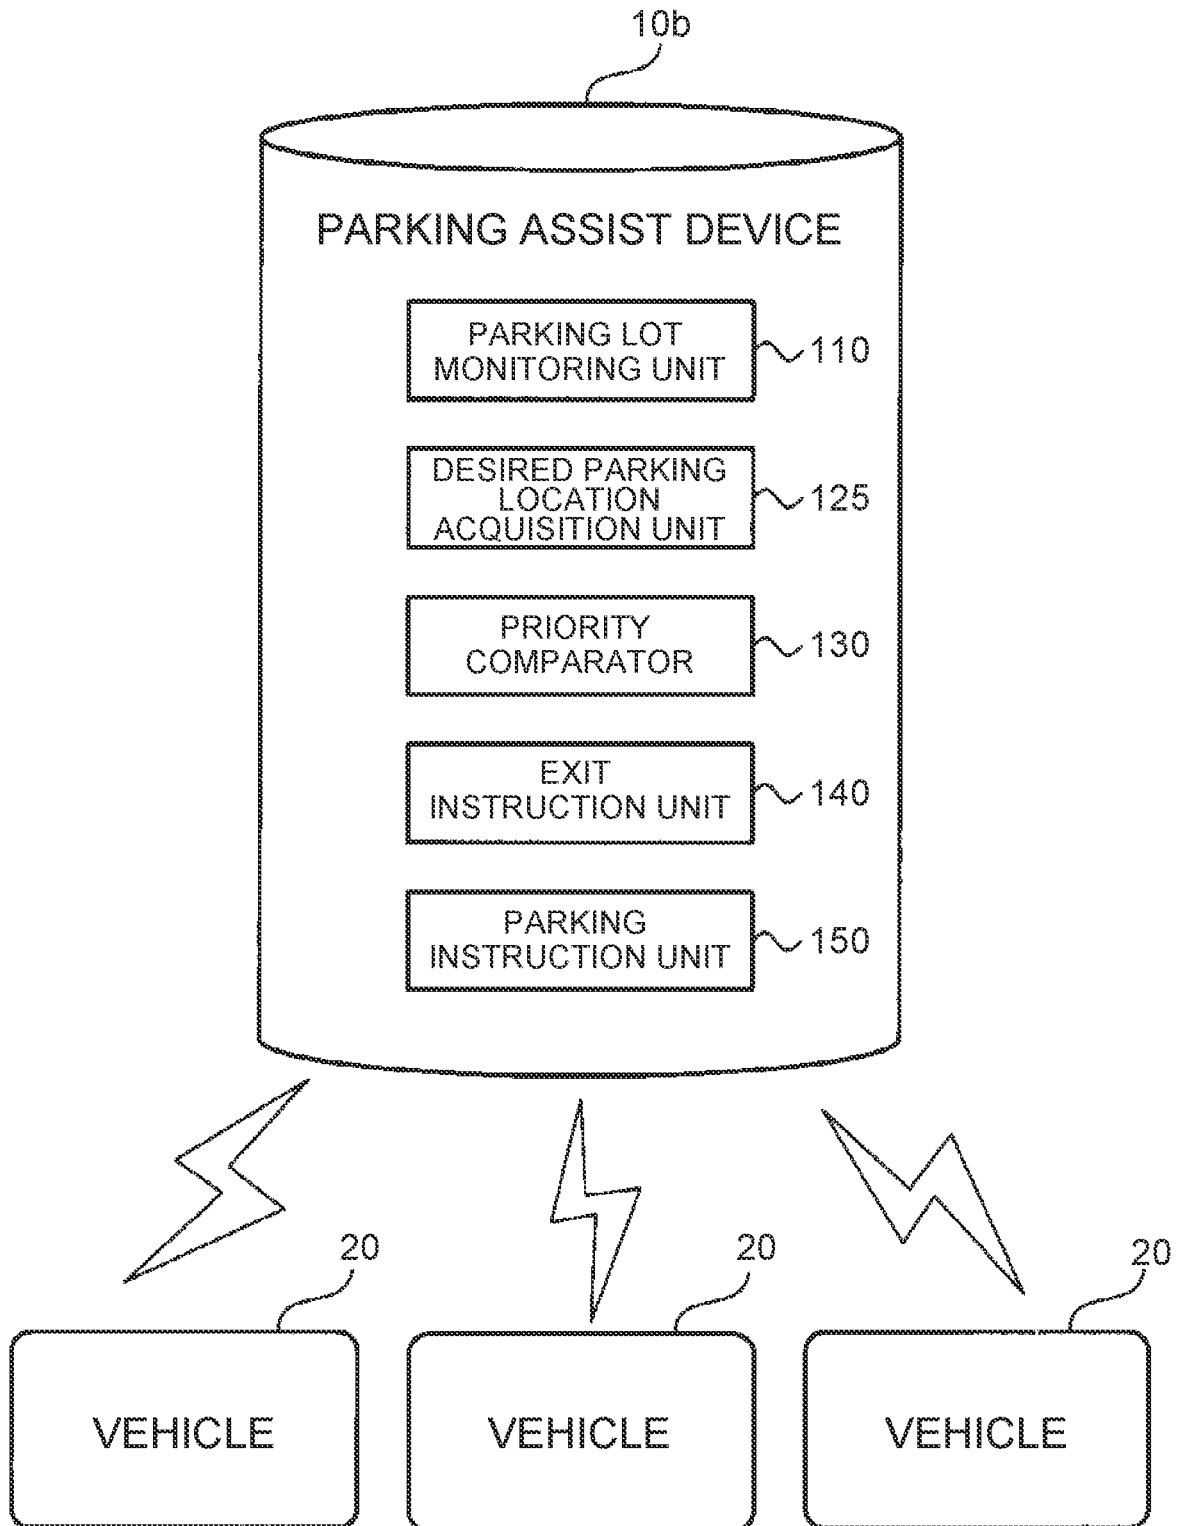 10b
PARKING ASSIST DEVICE
PARKING LOT
MONITORING UNIT
110
DESIRED PARKING
LOCATION
ACQUISITION UNIT
125
PRIORITY
COMPARATOR
130
EXIT
INSTRUCTION UNIT
140
PARKING
INSTRUCTION UNIT
150
20
20
20
VEHICLE
VEHICLE
VEHICLE